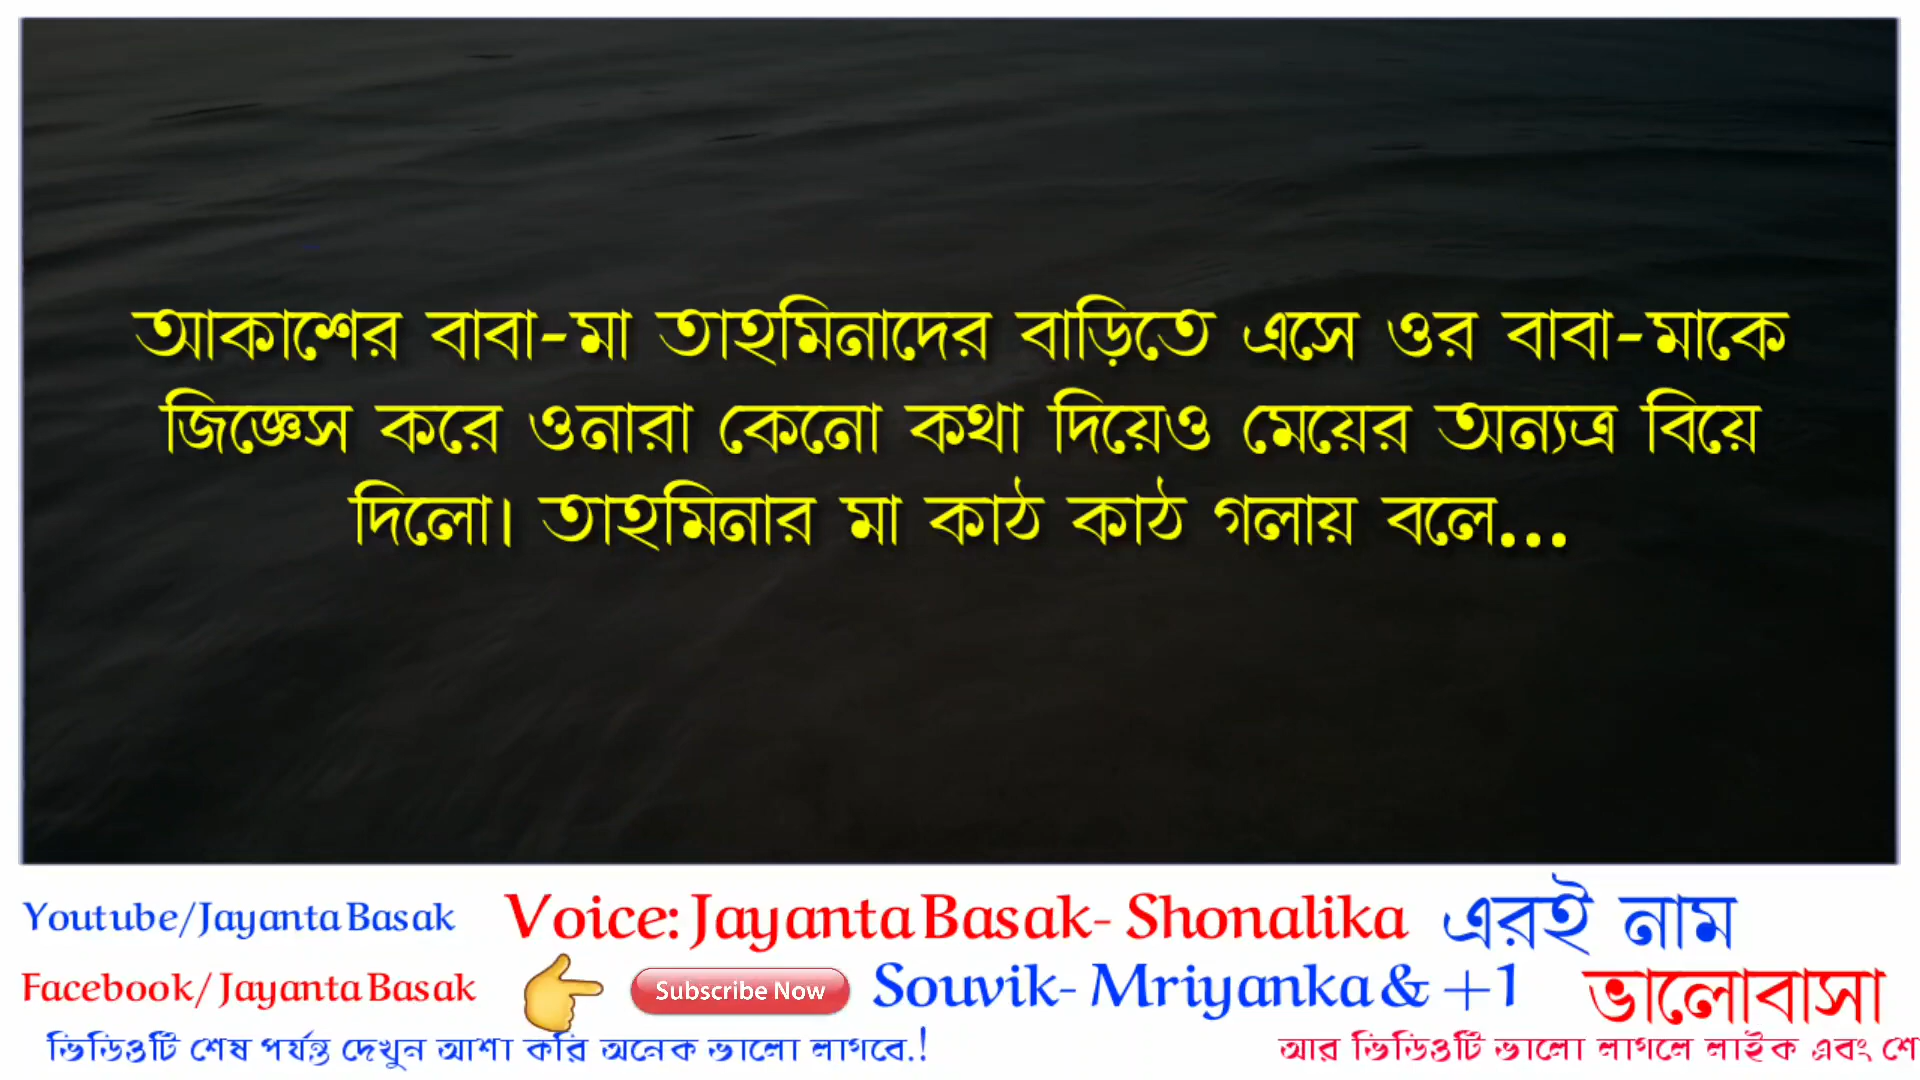 আকাশের বাবা-মা তাহমিনাদের বাড়িতে এসে ওর বাবা-মাকে
জিজ্ঞেস করে ওনারা কেনো কথা দিয়েও মেয়ের অন্যত্র বিয়ে
দিলো। তাহমিনার মা কাঠ কাঠ গলায় বলে...
Youtube/Jayanta Basak
Voice: Jayanta Basak- Shonalika
এরই নাম
Facebook/ Jayanta Basak
Subscribe Now
Souvik- Mriyanka & +1
ভালোবাসা
ভিডিওটি শেষ পর্যন্ত দেখুন আশা করি অনেক ভালো লাগবে.!
আর ভিডিওটি ভালো লাগলে লাইক এবং শে